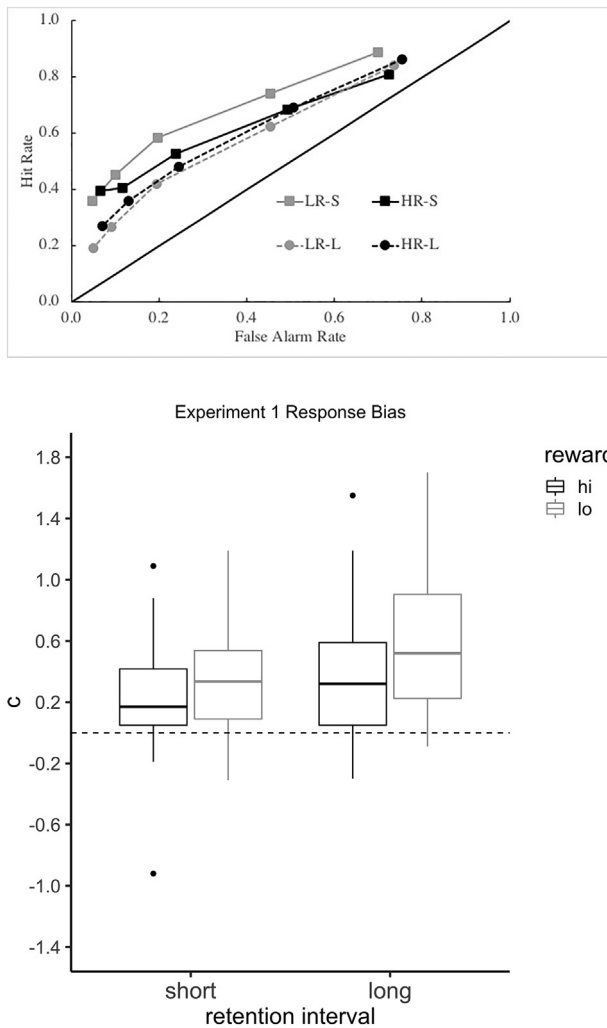 1.0
0.8
0.6
0.4
0.2
0.0
Hit Rate
LR-S
HR-S
LR-L
HR-L
0.0 0.2 0.4 0.6 0.8 1.0
False Alarm Rate
Experiment 1 Response Bias
1.8
1.4
1.0
0.6
0.2
-0.2
-0.6
-1.0
-1.4
c
reward
hi
lo
short long
retention interval